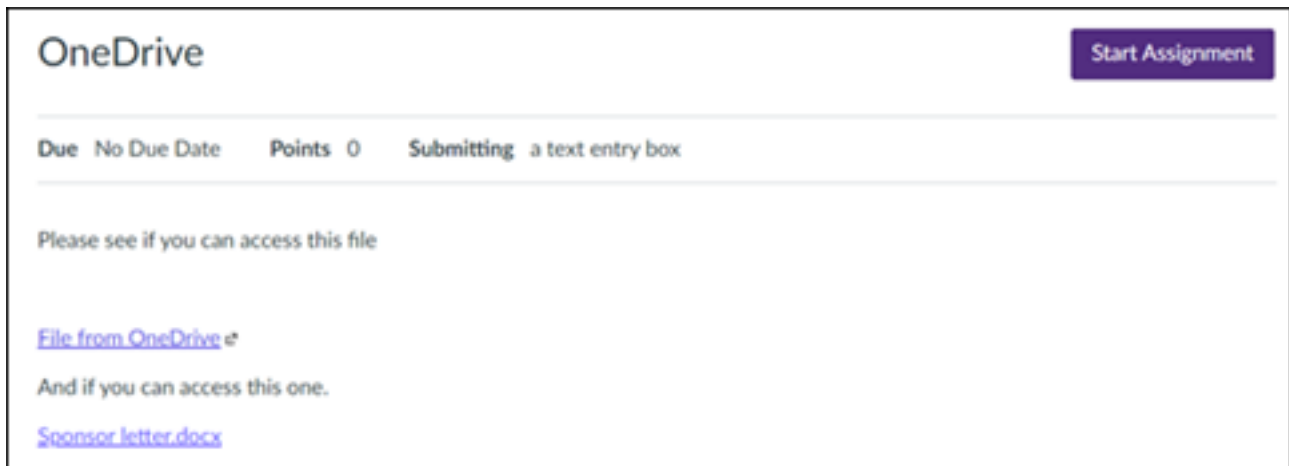 OneDrive
Start Assignment
Due No Due Date Points 0 Submitting a text entry box
Please see if you can access this file
File from OneDrive
And if you can access this one.
Sponsor letter.docx